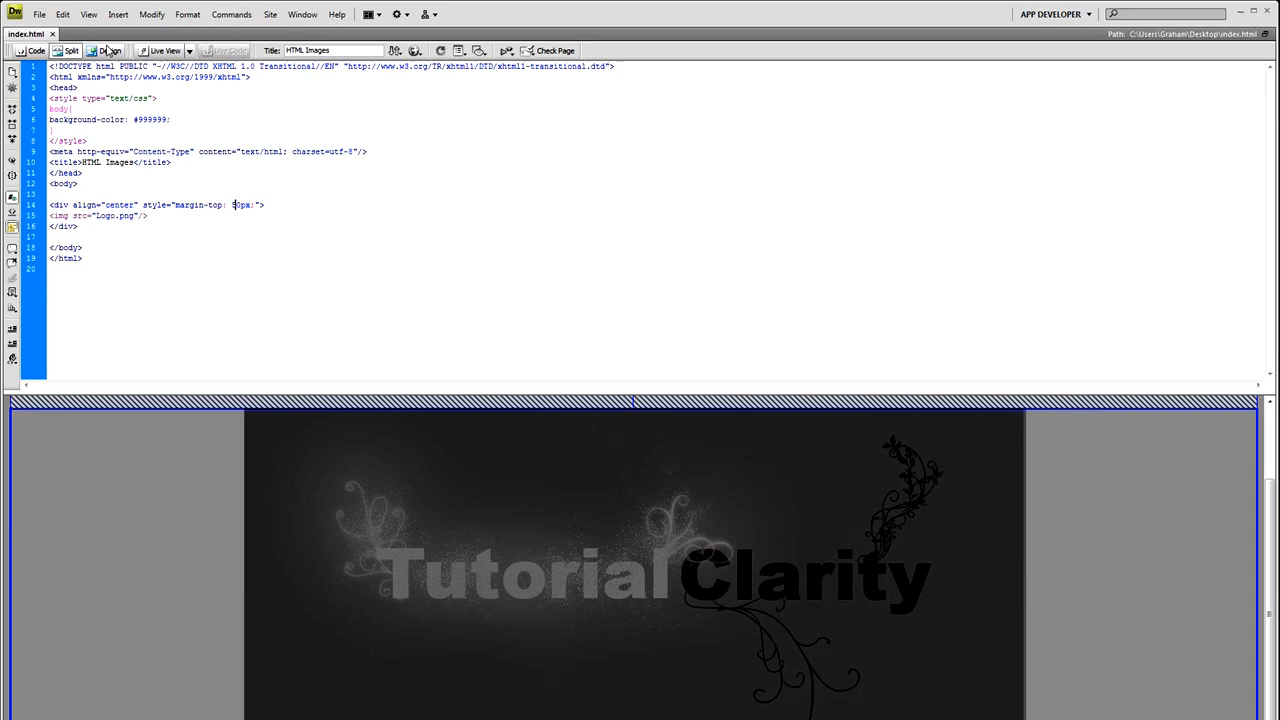 Dw File Edit View Insert Modify Format Commands Site Window Help APP DEVELOPER
index.html Path: C:\Users\Graham\Desktop\index.html
Code Split Design Live View Live Code Title: HTML Images Check Page
1 <!DOCTYPE html PUBLIC "-//W3C//DTD XHTML 1.0 Transitional//EN" "http://www.w3.org/TR/xhtml1/DTD/xhtml1-transitional.dtd">
2 <html xmlns="http://www.w3.org/1999/xhtml">
3 <head>
4 <style type="text/css">
5 body{
6 background-color: #999999;
7 }
8 </style>
9 <meta http-equiv="Content-Type" content="text/html; charset=utf-8"/>
10 <title>HTML Images</title>
11 </head>
12 <body>
13
14 <div align="center" style="margin-top: 50px;">
15 <img src="Logo.png"/>
16 </div>
17
18 </body>
19 </html>
20
Tutorial Clarity